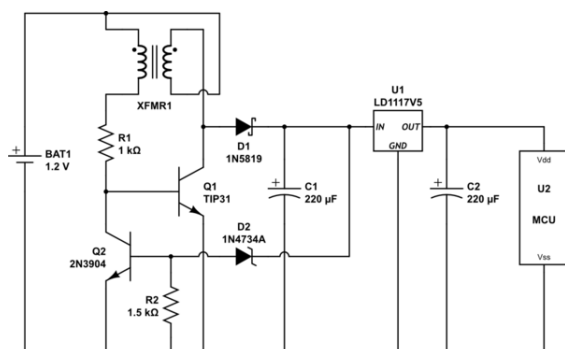 XFMR1
U1
LD1117V5
IN
OUT
GND
R1
1 kΩ
D1
1N5819
BAT1
1.2 V
Q1
TIP31
C1
220 µF
C2
220 µF
Vdd
U2
MCU
Vss
D2
1N4734A
Q2
2N3904
R2
1.5 kΩ